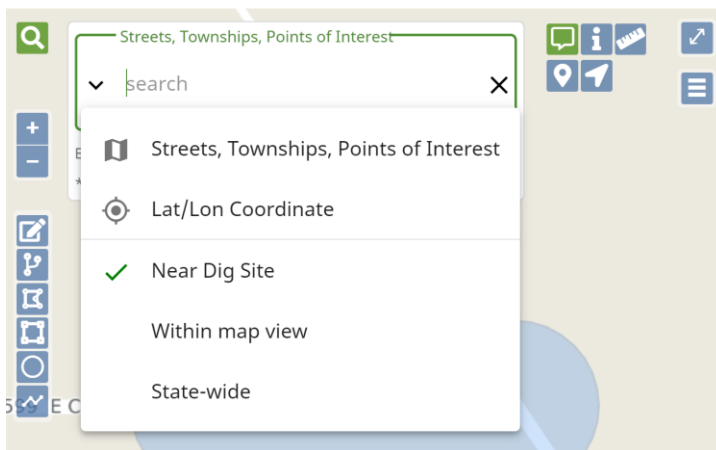 Streets, Townships, Points of Interest
search
Streets, Townships, Points of Interest
Lat/Lon Coordinate
Near Dig Site
Within map view
State-wide
E C